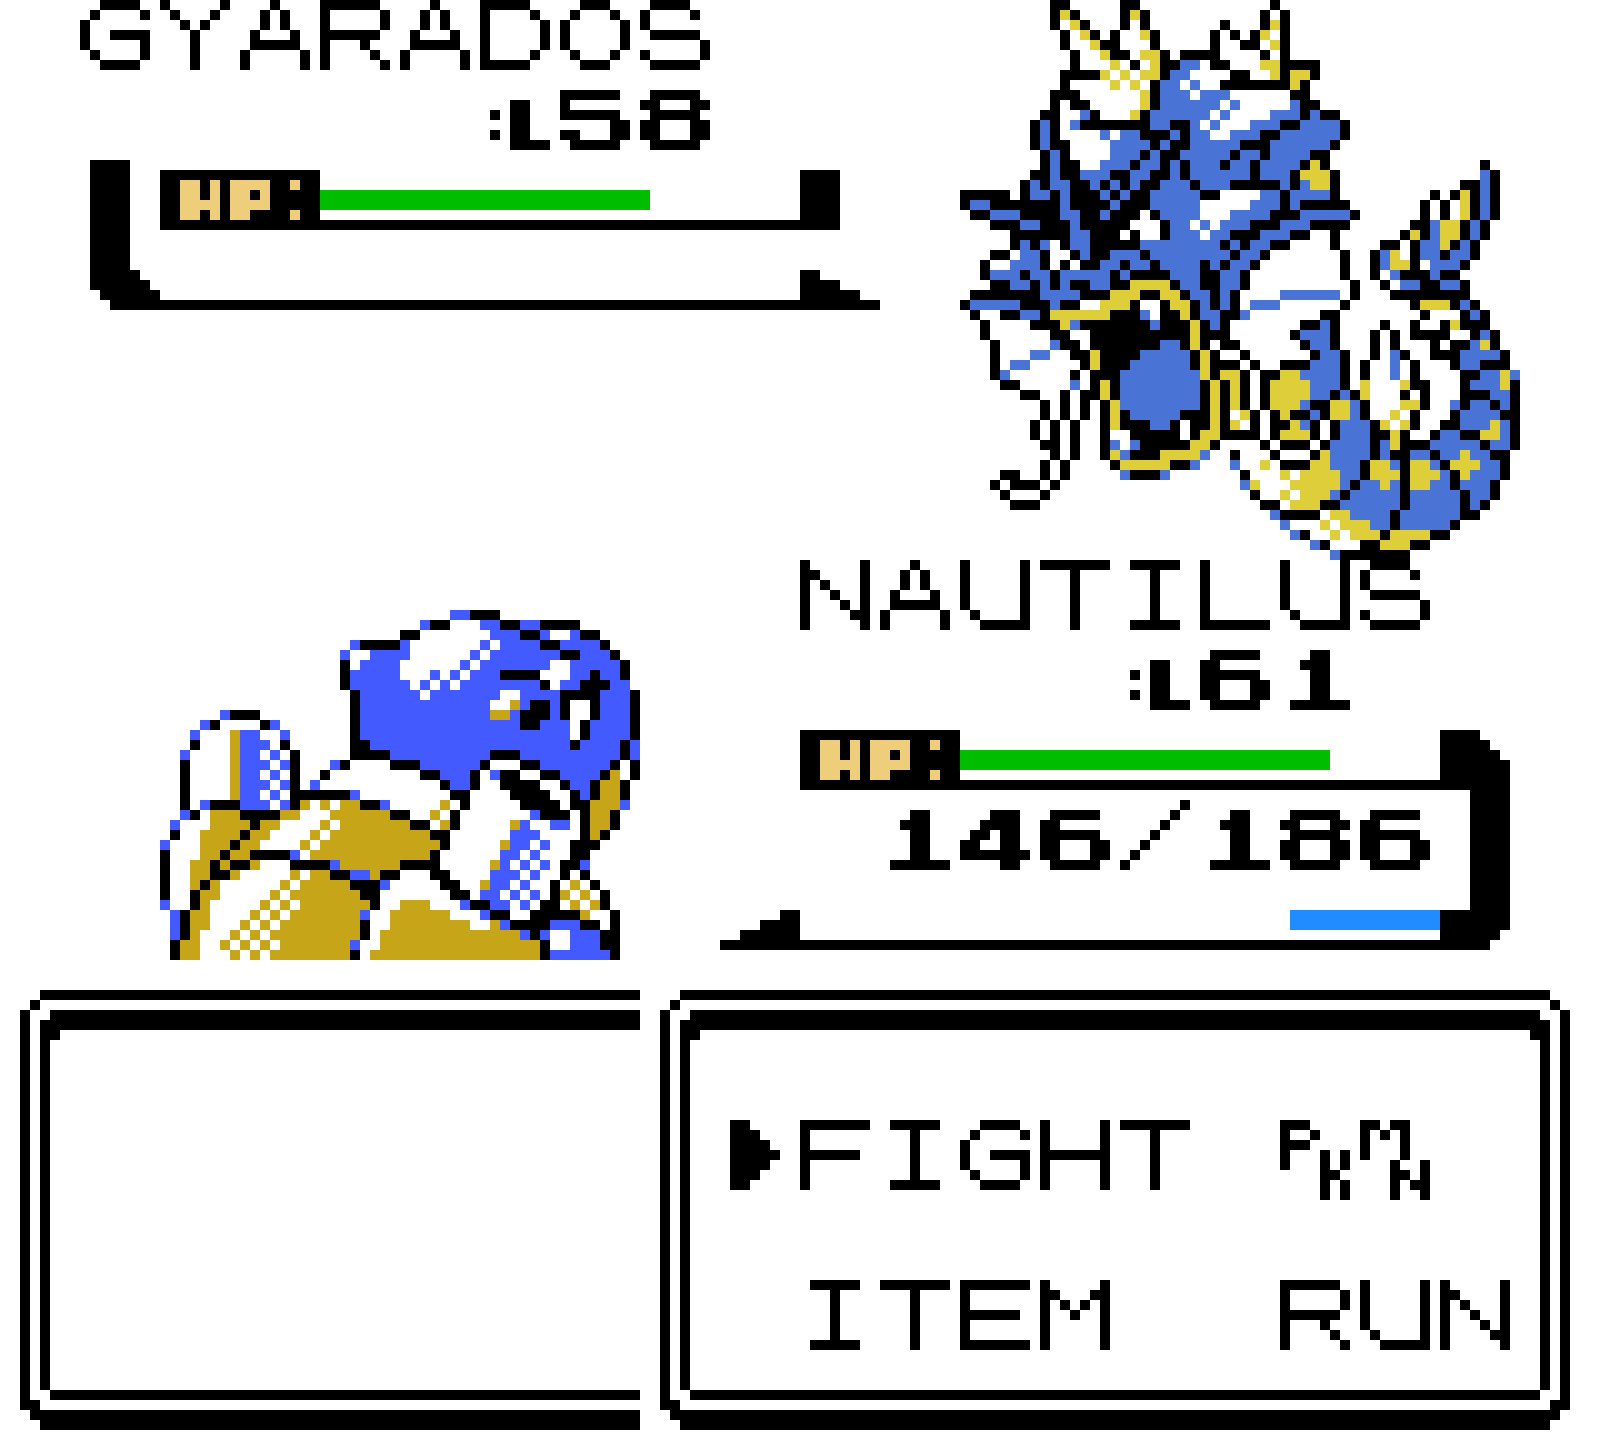 GYARADOS
:L58
HP:
NAUTILUS
:L61
HP:
146/186
▶FIGHT PKMN
ITEM RUN